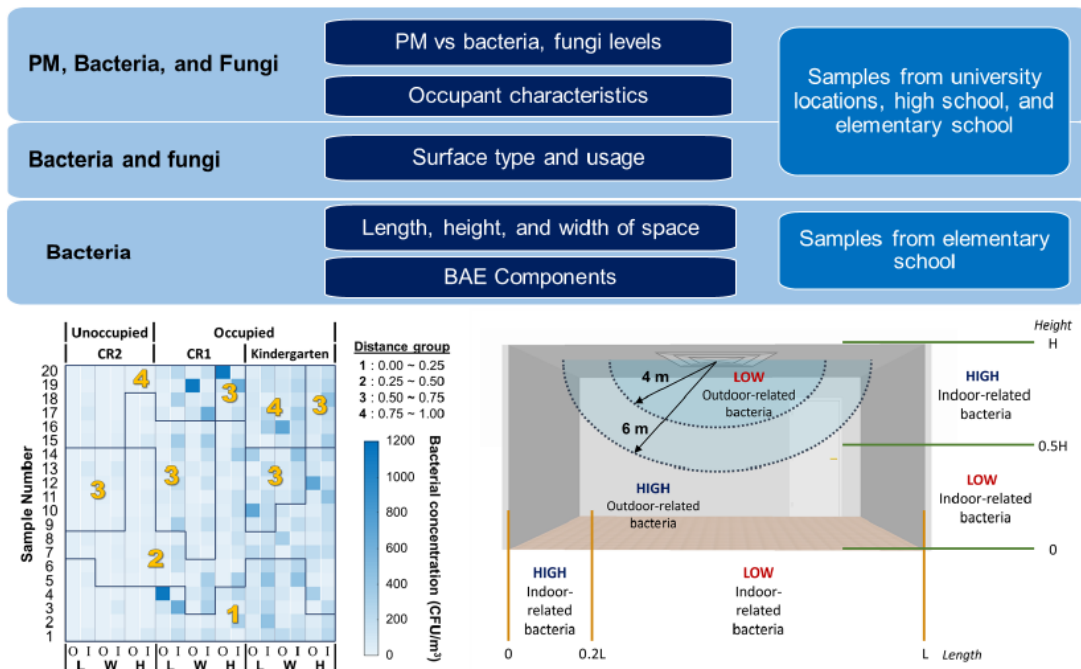 PM, Bacteria, and Fungi
PM vs bacteria, fungi levels
Occupant characteristics
Samples from university
locations, high school, and
elementary school
Bacteria and fungi
Surface type and usage
Bacteria
Length, height, and width of space
BAE Components
Samples from elementary
school
Unoccupied
Occupied
CR2
CR1
Kindergarten
Sample Number
20
19
18
17
16
15
14
13
12
11
10
9
8
7
6
5
4
3
2
1
4
3
4
3
3
3
3
2
1
O I O I O I O I O I O I O I O I O I
L W H L W H L W H
Distance group
1 : 0.00 ~ 0.25
2 : 0.25 ~ 0.50
3 : 0.50 ~ 0.75
4 : 0.75 ~ 1.00
1200
1000
800
600
400
200
0
Bacterial concentration (CFU/m³)
Height
H
4 m
6 m
LOW
Outdoor-related
bacteria
HIGH
Indoor-related
bacteria
0.5H
HIGH
Outdoor-related
bacteria
LOW
Indoor-related
bacteria
0
HIGH
Indoor-
related
bacteria
LOW
Indoor-
related
bacteria
0
0.2L
L
Length